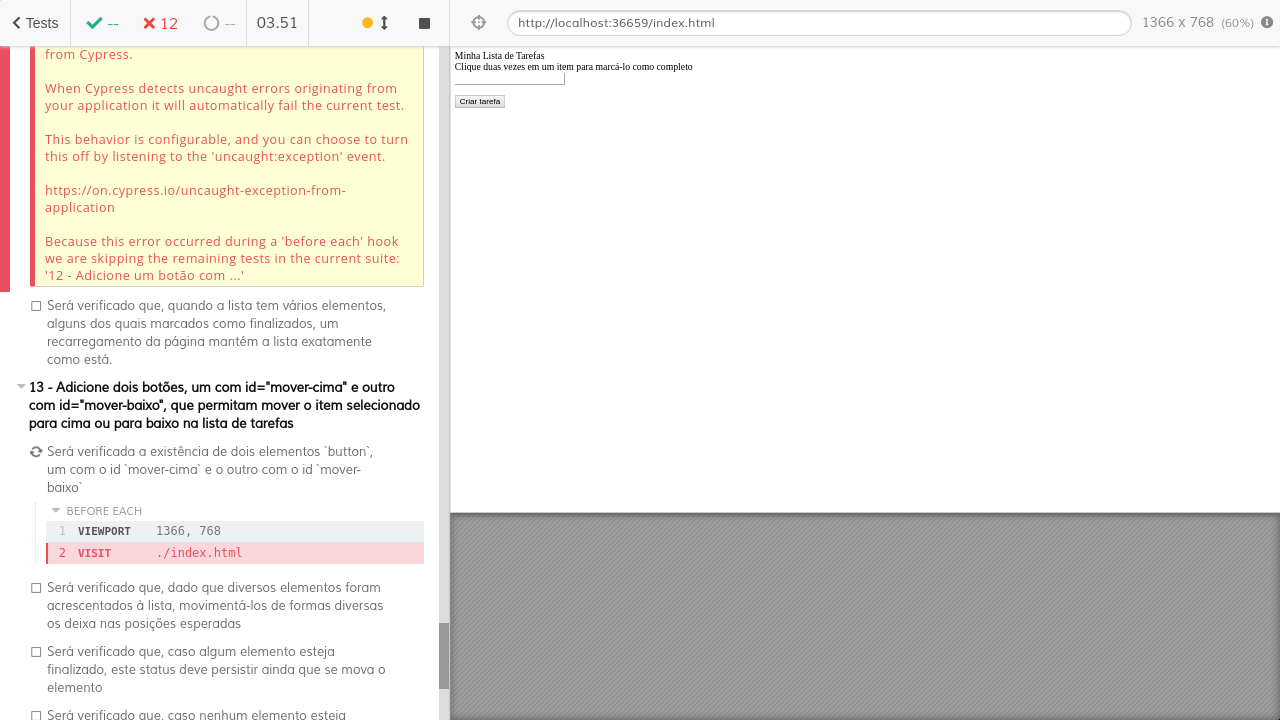 Tests
--
12
--
03.51
http://localhost:36659/index.html
1366 x 768 (60%)
from Cypress.
When Cypress detects uncaught errors originating from
your application it will automatically fail the current test.
This behavior is configurable, and you can choose to turn
this off by listening to the 'uncaught:exception' event.
https://on.cypress.io/uncaught-exception-from-
application
Because this error occurred during a 'before each' hook
we are skipping the remaining tests in the current suite:
'12 - Adicione um botão com ...'
Será verificado que, quando a lista tem vários elementos,
alguns dos quais marcados como finalizados, um
recarregamento da página mantém a lista exatamente
como está.
13 - Adicione dois botões, um com id="mover-cima" e outro
com id="mover-baixo", que permitam mover o item selecionado
para cima ou para baixo na lista de tarefas
Será verificada a existência de dois elementos `button`,
um com o id `mover-cima` e o outro com o id `mover-
baixo`
BEFORE EACH
1 VIEWPORT 1366, 768
2 VISIT ./index.html
Será verificado que, dado que diversos elementos foram
acrescentados à lista, movimentá-los de formas diversas
os deixa nas posições esperadas
Será verificado que, caso algum elemento esteja
finalizado, este status deve persistir ainda que se mova o
elemento
Será verificado que, caso nenhum elemento esteja
Minha Lista de Tarefas
Clique duas vezes em um item para marcá-lo como completo
Criar tarefa